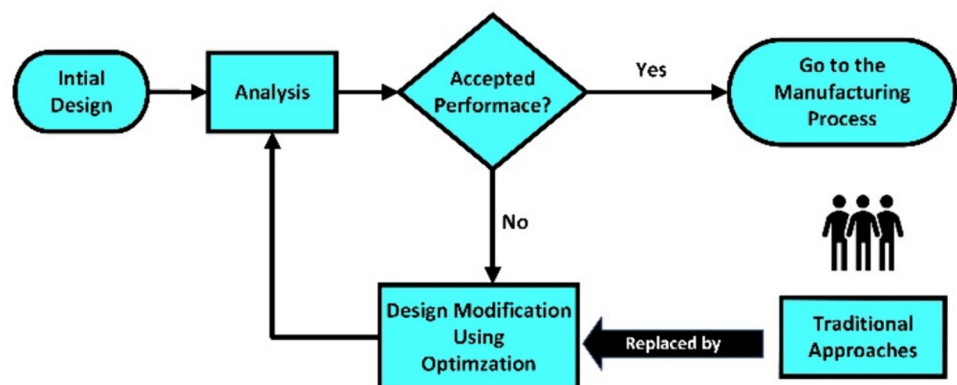 Intial
Design
Analysis
Accepted
Performace?
Yes
Go to the
Manufacturing
Process
No
Design Modification
Using
Optimzation
Replaced by
Traditional
Approaches